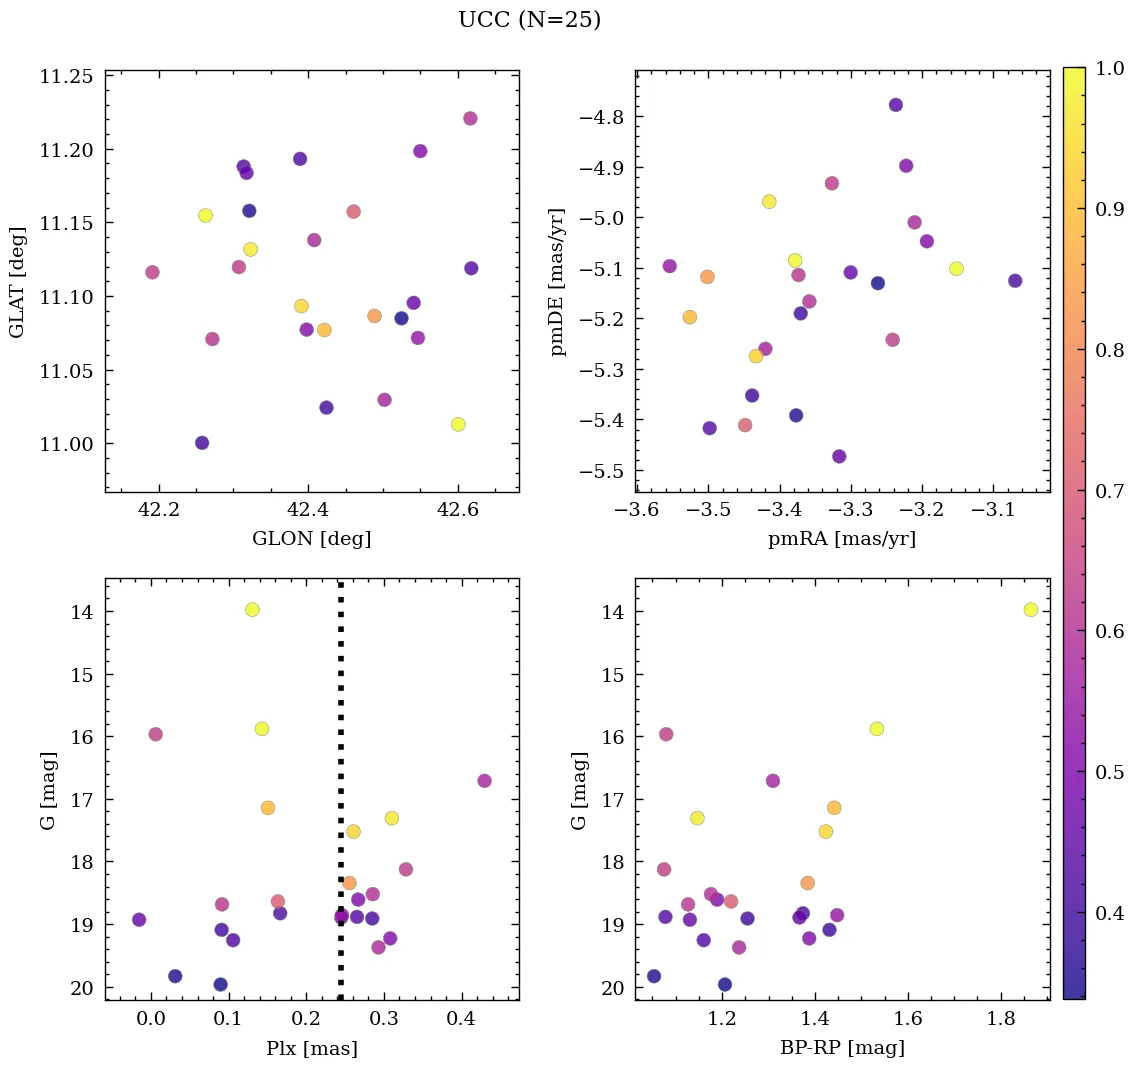 UCC (N=25)
11.25
11.20
11.15
11.10
11.05
11.00
GLAT [deg]
42.2 42.4 42.6
GLON [deg]
−4.8
−4.9
−5.0
−5.1
−5.2
−5.3
−5.4
−5.5
pmDE [mas/yr]
−3.6 −3.5 −3.4 −3.3 −3.2 −3.1
pmRA [mas/yr]
1.0
0.9
0.8
0.7
0.6
0.5
0.4
14
15
16
17
18
19
20
G [mag]
0.0 0.1 0.2 0.3 0.4
Plx [mas]
14
15
16
17
18
19
20
G [mag]
1.2 1.4 1.6 1.8
BP-RP [mag]